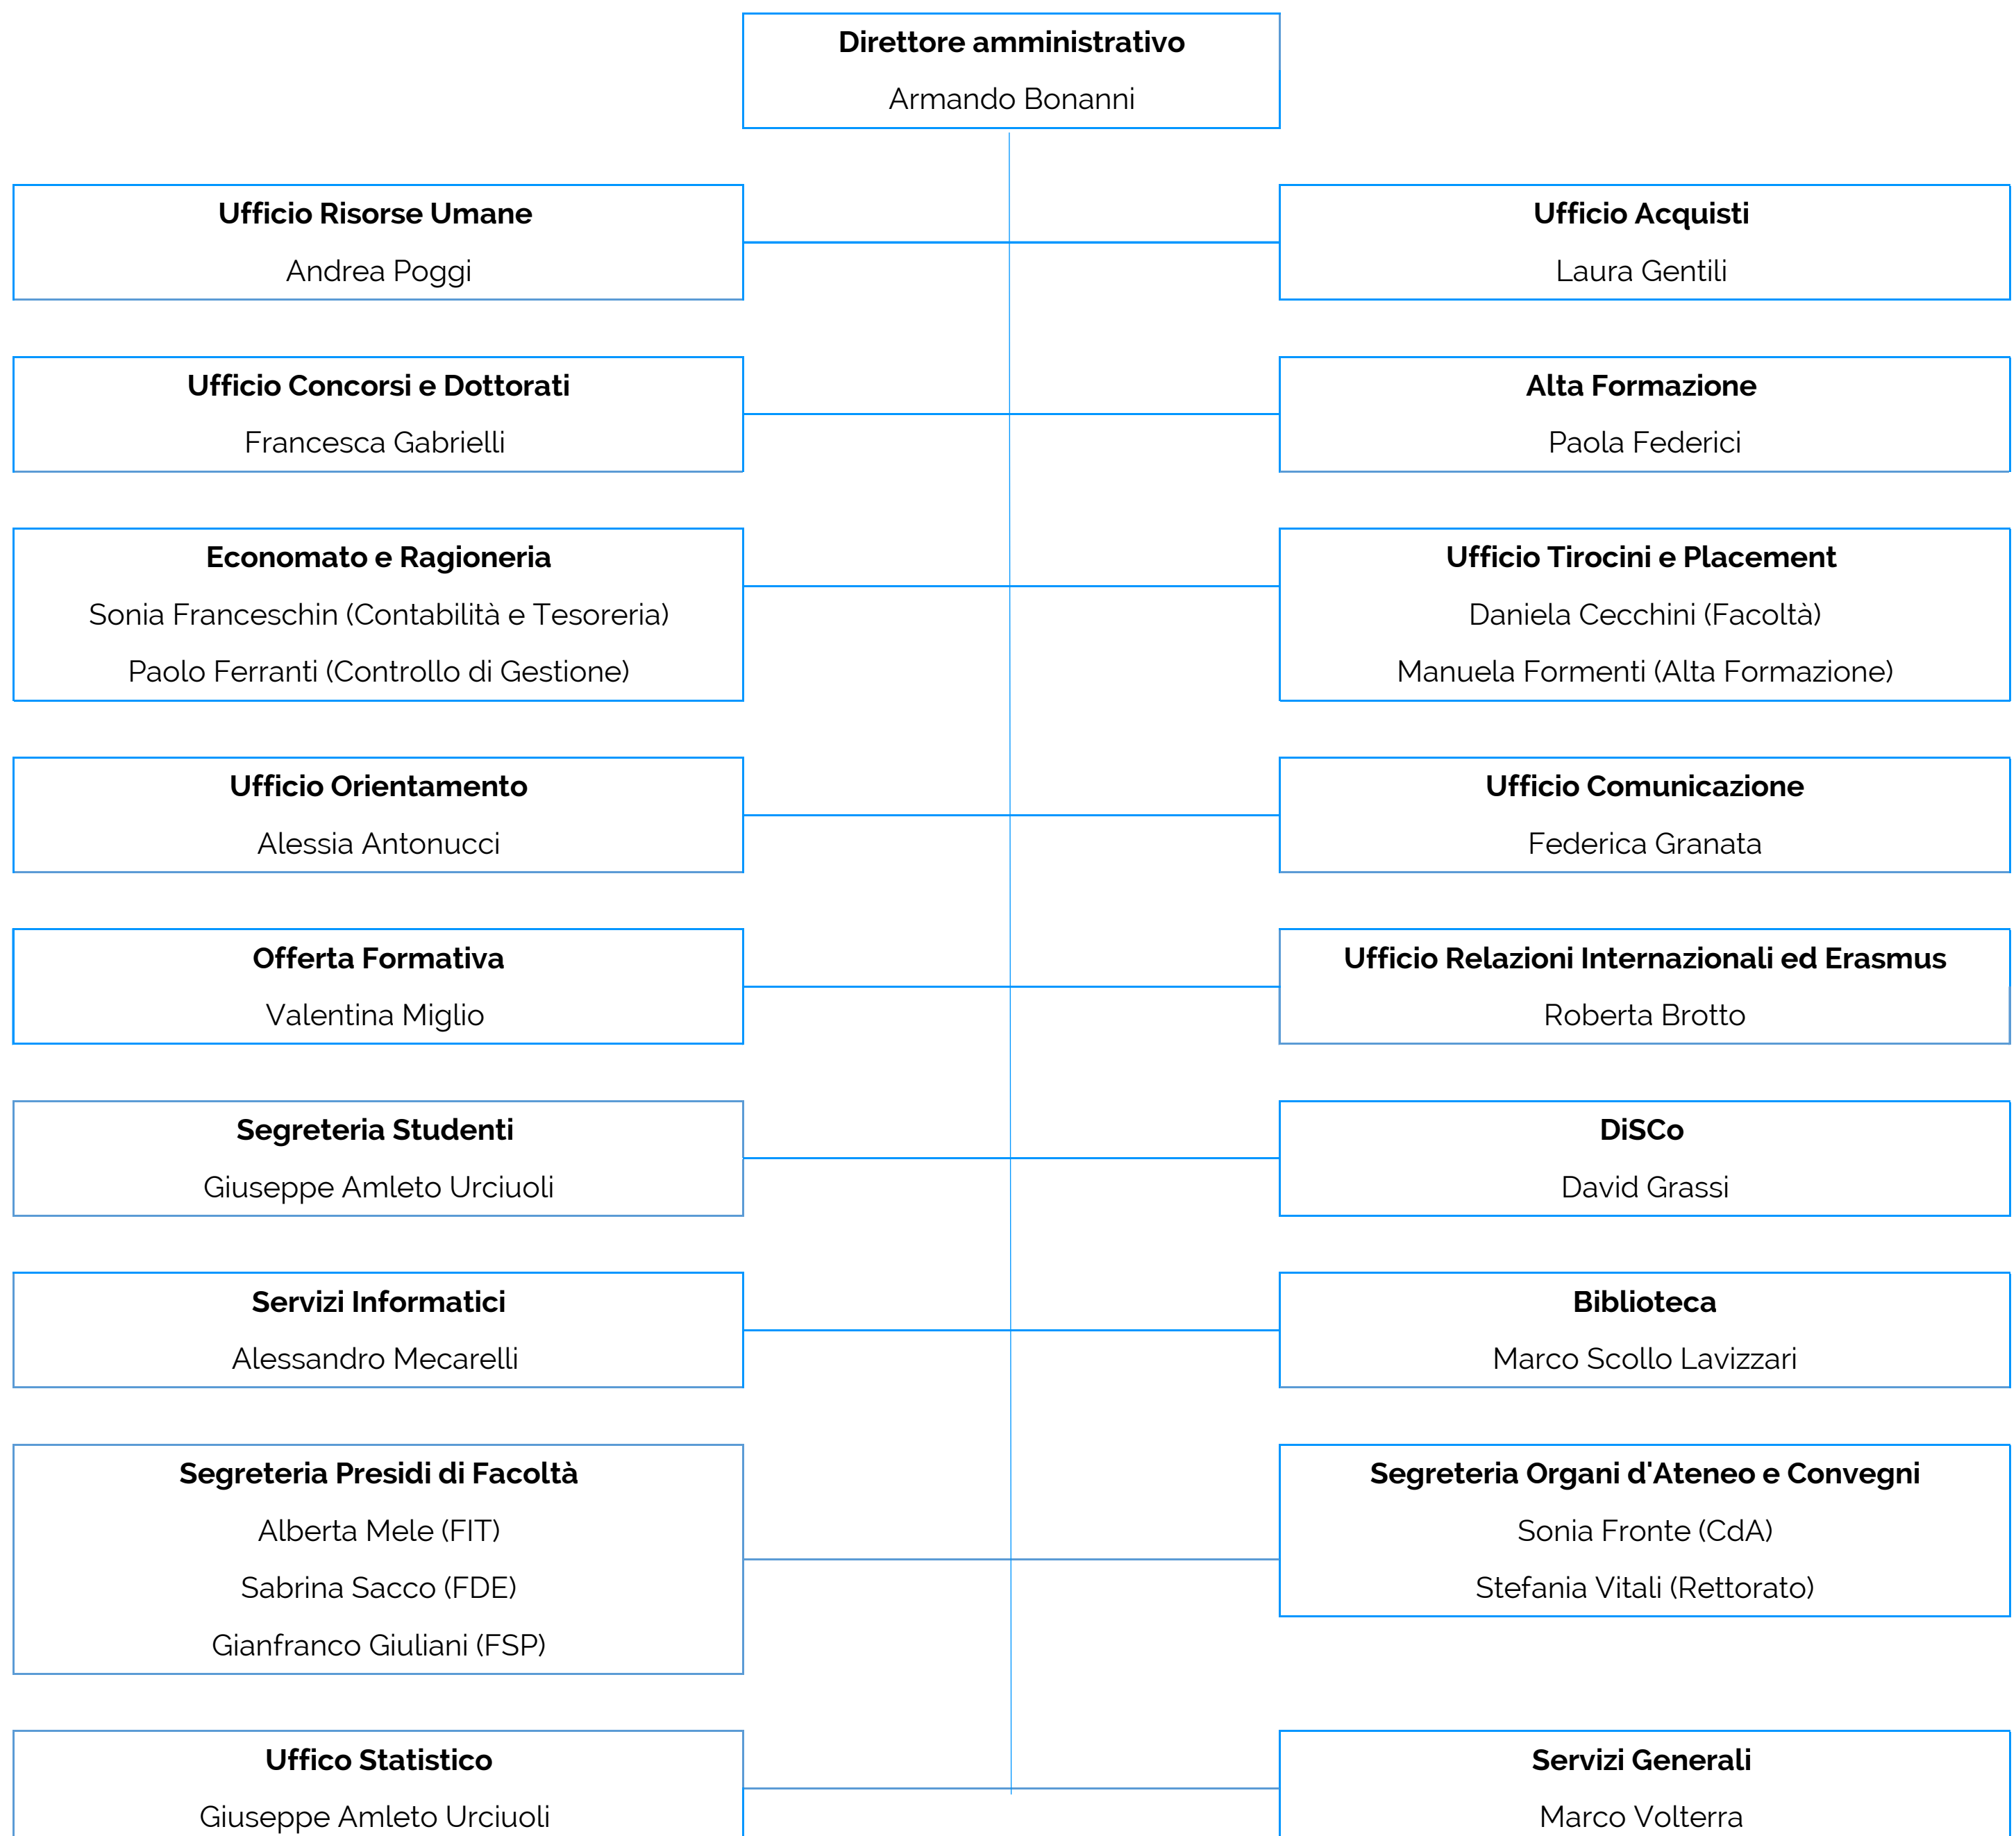 Direttore amministrativo
Armando Bonanni
Ufficio Risorse Umane
Andrea Poggi
Ufficio Acquisti
Laura Gentili
Ufficio Concorsi e Dottorati
Francesca Gabrielli
Alta Formazione
Paola Federici
Economato e Ragioneria
Sonia Franceschin (Contabilità e Tesoreria)
Paolo Ferranti (Controllo di Gestione)
Ufficio Tirocini e Placement
Daniela Cecchini (Facoltà)
Manuela Formenti (Alta Formazione)
Ufficio Orientamento
Alessia Antonucci
Ufficio Comunicazione
Federica Granata
Offerta Formativa
Valentina Miglio
Ufficio Relazioni Internazionali ed Erasmus
Roberta Brotto
Segreteria Studenti
Giuseppe Amleto Urciuoli
DiSCo
David Grassi
Servizi Informatici
Alessandro Mecarelli
Biblioteca
Marco Scollo Lavizzari
Segreteria Presidi di Facoltà
Alberta Mele (FIT)
Sabrina Sacco (FDE)
Gianfranco Giuliani (FSP)
Segreteria Organi d'Ateneo e Convegni
Sonia Fronte (CdA)
Stefania Vitali (Rettorato)
Uffico Statistico
Giuseppe Amleto Urciuoli
Servizi Generali
Marco Volterra